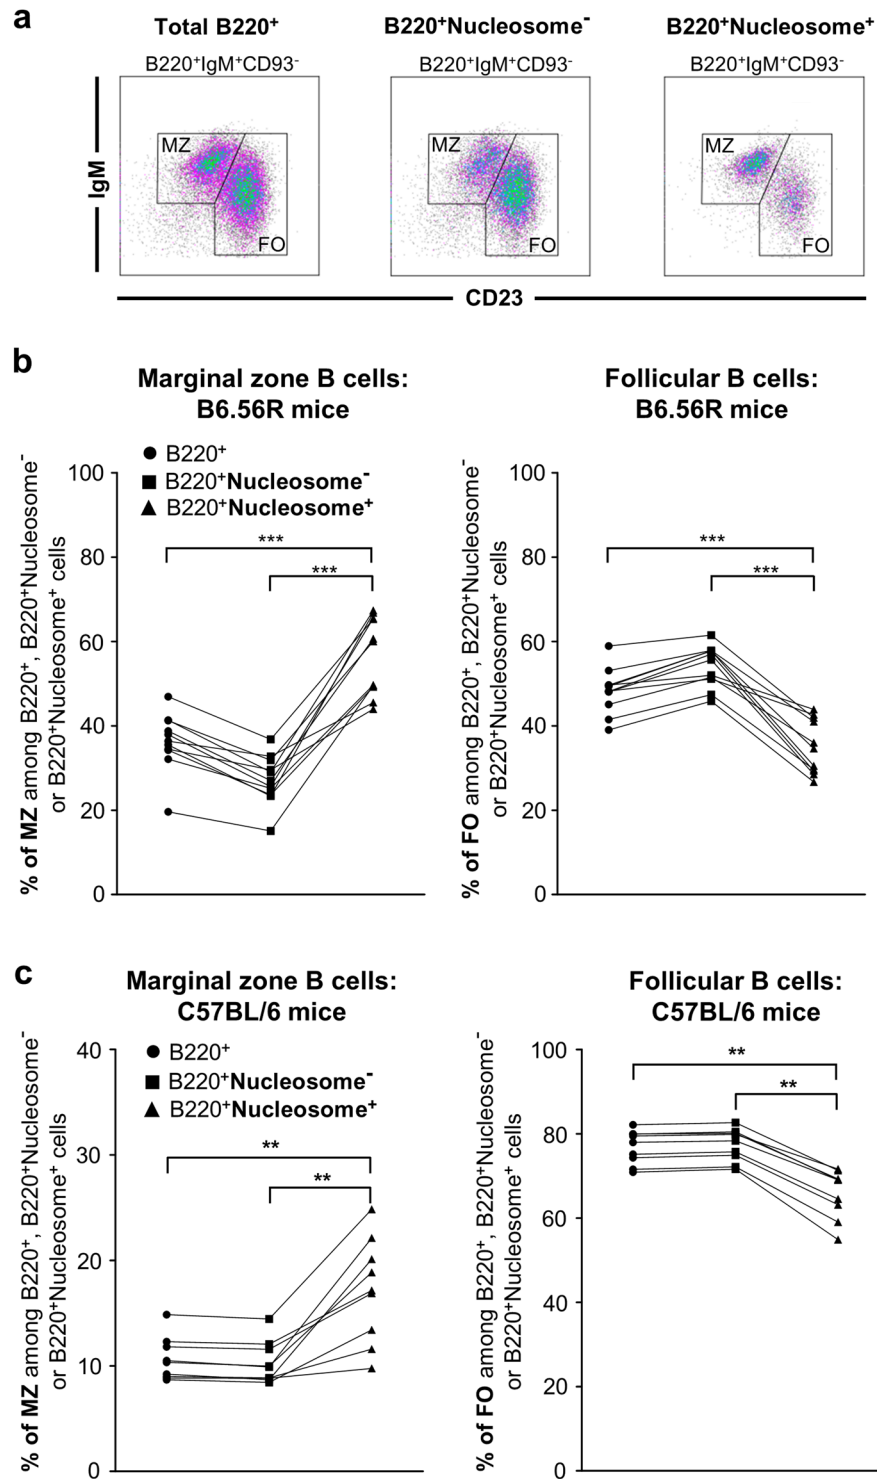 a
Total B220⁺
B220⁺Nucleosome⁻
B220⁺Nucleosome⁺
B220⁺IgM⁺CD93⁻
B220⁺IgM⁺CD93⁻
B220⁺IgM⁺CD93⁻
IgM
MZ
FO
MZ
FO
MZ
FO
CD23
b
Marginal zone B cells:
B6.56R mice
B220⁺
B220⁺Nucleosome⁻
B220⁺Nucleosome⁺
% of MZ among B220⁺, B220⁺Nucleosome⁻
or B220⁺Nucleosome⁺ cells
100
80
60
40
20
0
***
***
Follicular B cells:
B6.56R mice
% of FO among B220⁺, B220⁺Nucleosome⁻
or B220⁺Nucleosome⁺ cells
100
80
60
40
20
0
***
***
c
Marginal zone B cells:
C57BL/6 mice
B220⁺
B220⁺Nucleosome⁻
B220⁺Nucleosome⁺
% of MZ among B220⁺, B220⁺Nucleosome⁻
or B220⁺Nucleosome⁺ cells
40
30
20
10
0
**
**
Follicular B cells:
C57BL/6 mice
% of FO among B220⁺, B220⁺Nucleosome⁻
or B220⁺Nucleosome⁺ cells
100
80
60
40
20
0
**
**